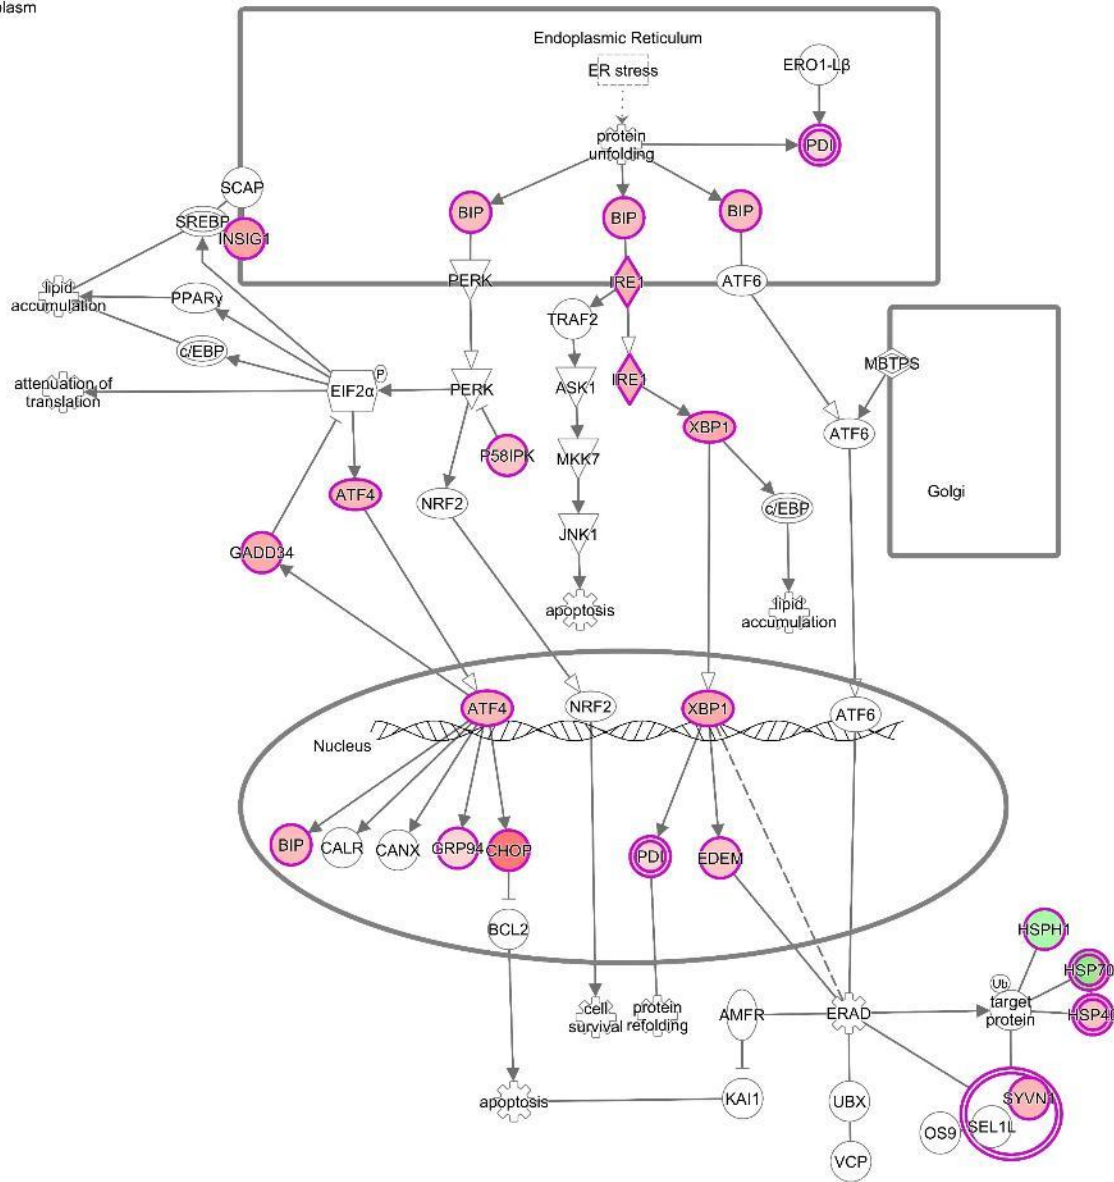 plasm
Endoplasmic Reticulum
ER stress
ERO1-Lβ
protein
unfolding
PDI
SCAP
SREBP
INSIG1
BIP
BIP
BIP
PERK
IRE1
ATF6
lipid
accumulation
PPARγ
TRAF2
c/EBP
MBTPS
attenuation of
translation
EIF2α
P
PERK
ASK1
IRE1
P58IPK
MKK7
XBP1
ATF6
ATF4
NRF2
c/EBP
Golgi
GADD34
JNK1
apoptosis
lipid
accumulation
ATF4
NRF2
XBP1
ATF6
Nucleus
BIP
CALR
CANX
GRP94
CHOP
PDI
EDEM
BCL2
HSPH1
HSP70
Ub
target
protein
HSP40
cell
survival
protein
refolding
AMFR
ERAD
apoptosis
KAI1
UBX
SYVN1
SEL1L
OS9
VCP